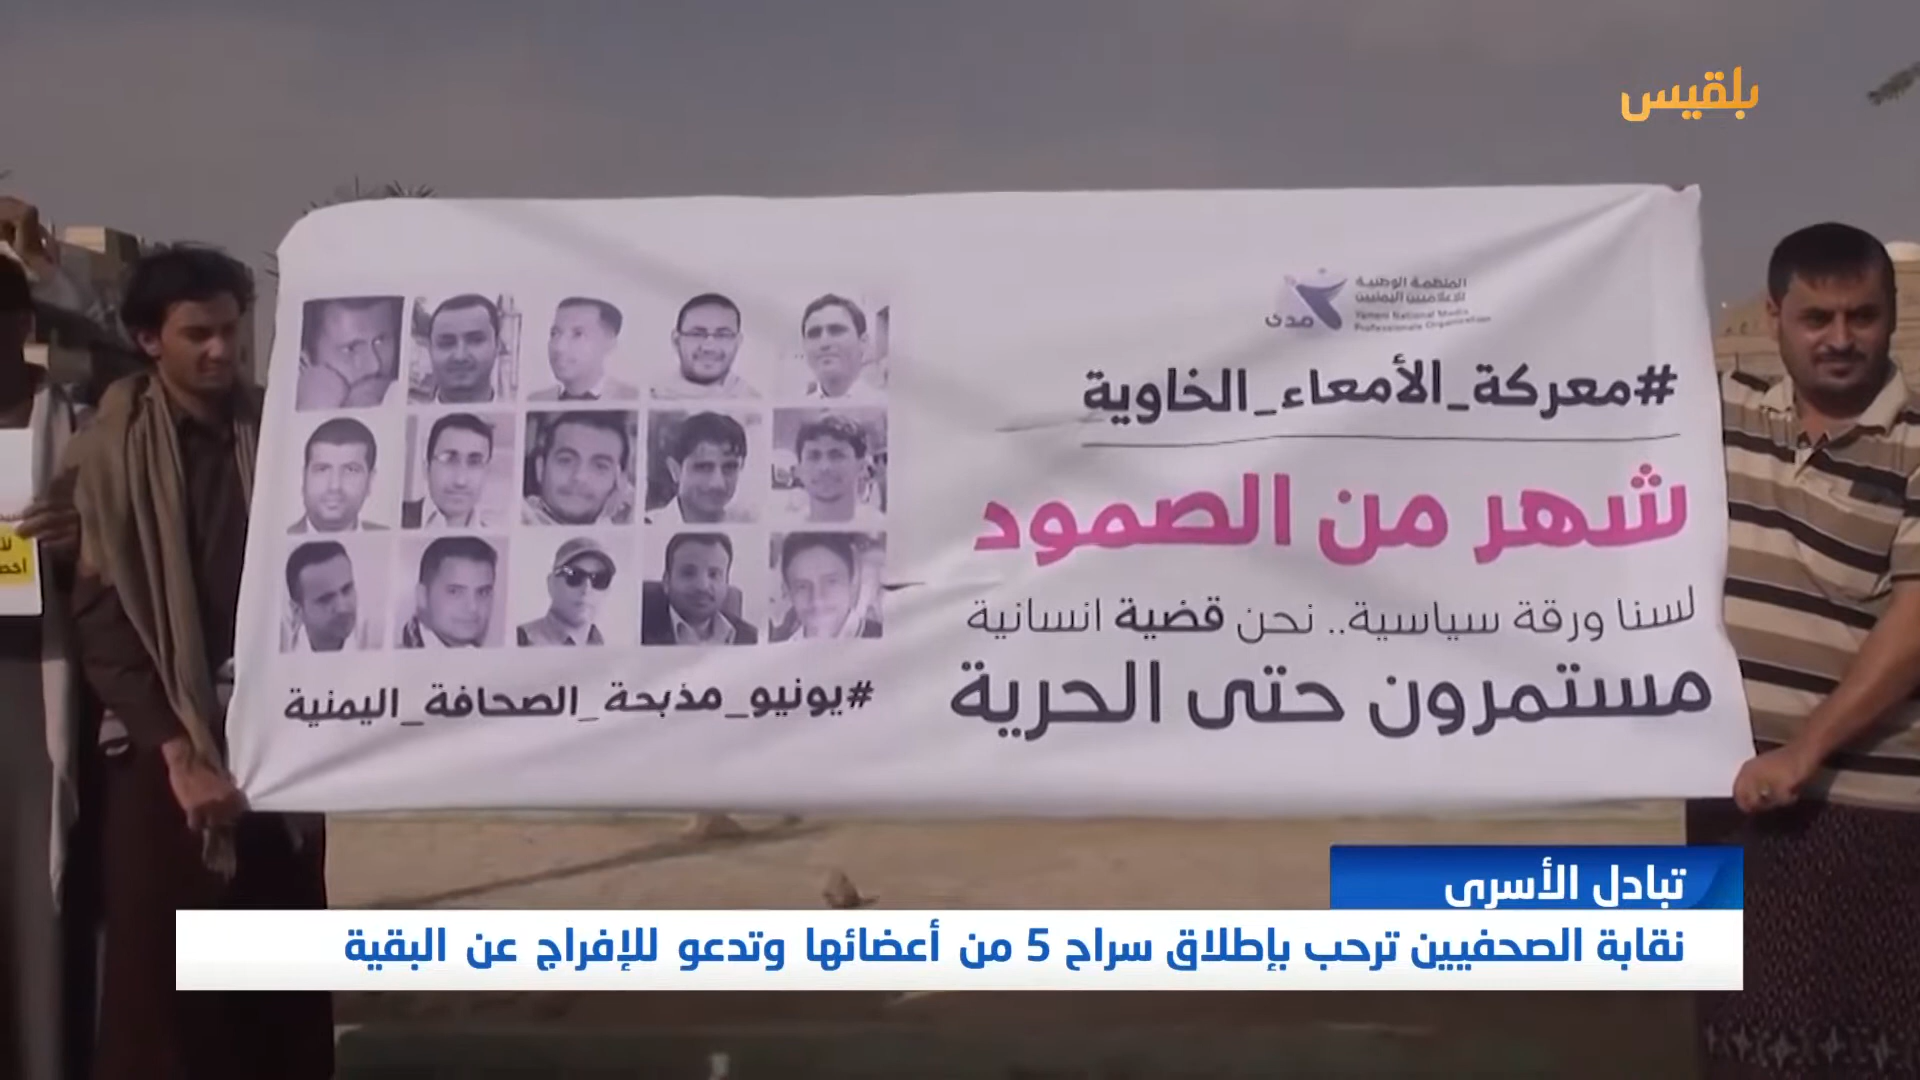 بلقيس
المنظمة الوطنية
للإعلاميين اليمنيين
Yemeni National Media
Professionals Organization
مدى
#معركة_الأمعاء_الخاوية
شهر من الصمود
لسنا ورقة سياسية.. نحن قضية انسانية
مستمرون حتى الحرية
#يونيو_مذبحة_الصحافة_اليمنية
تبادل الأسرى
نقابة الصحفيين ترحب بإطلاق سراح 5 من أعضائها وتدعو للإفراج عن البقية